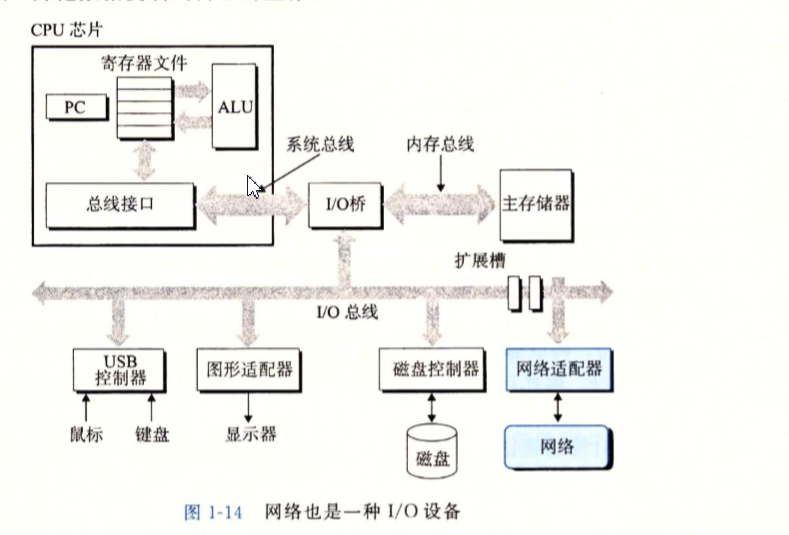 CPU 芯片
寄存器文件
PC
ALU
系统总线
内存总线
总线接口
I/O桥
主存储器
扩展槽
I/O 总线
USB
控制器
图形适配器
磁盘控制器
网络适配器
鼠标
键盘
显示器
磁盘
网络
图 1-14 网络也是一种 I/O 设备